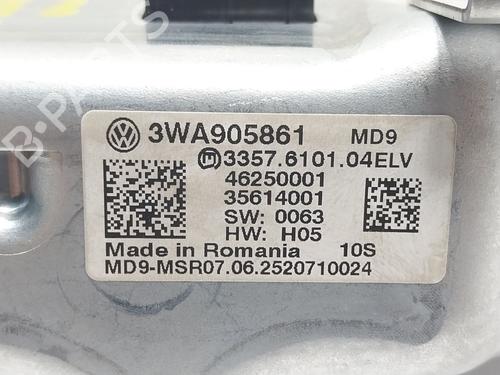 3WA905861 MD9
3357.6101.04ELV
46250001
35614001
SW: 0063
HW: H05
Made in Romania 10S
MD9-MSR07.06.2520710024